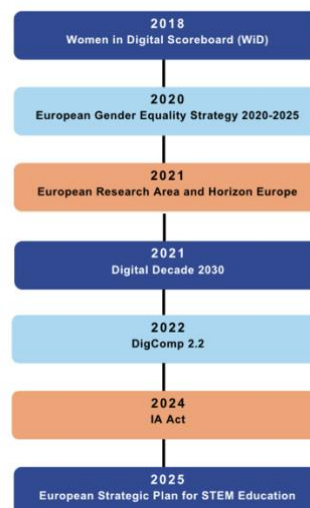 2018
Women in Digital Scoreboard (WiD)
2020
European Gender Equality Strategy 2020-2025
2021
European Research Area and Horizon Europe
2021
Digital Decade 2030
2022
DigComp 2.2
2024
IA Act
2025
European Strategic Plan for STEM Education